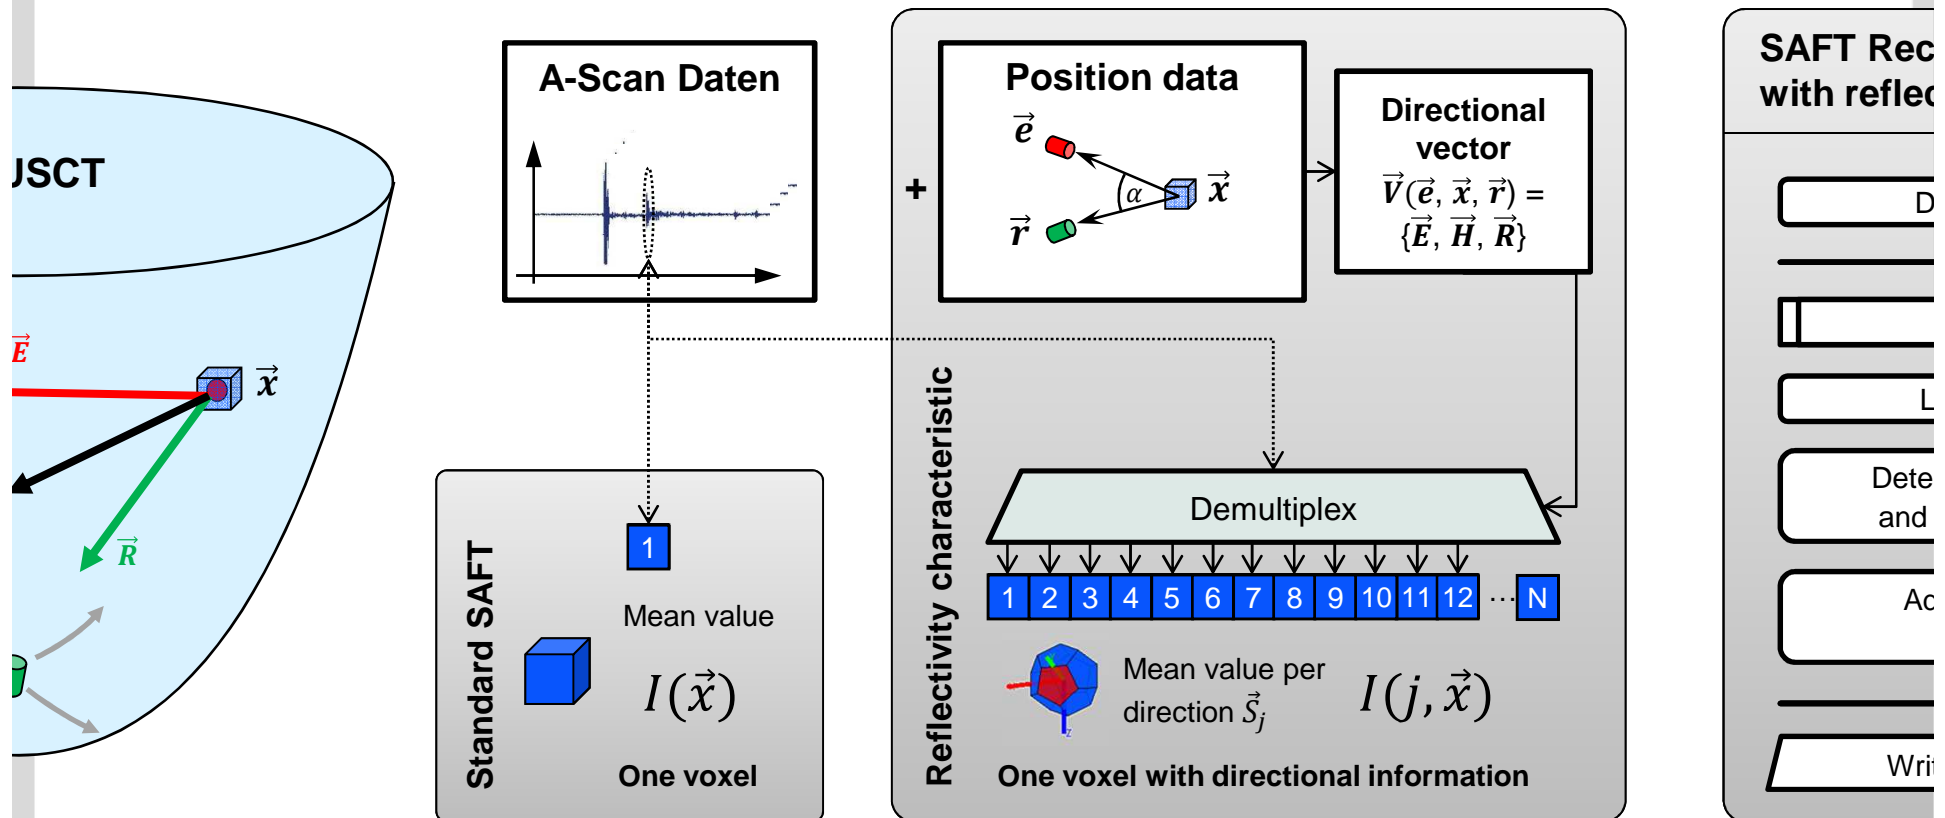 A-Scan Daten
Position data
Directional
vector
V⃗(e⃗, x⃗, r⃗) =
{E⃗, H⃗, R⃗}
e⃗
α
x⃗
r⃗
+
E⃗
x⃗
R⃗
Standard SAFT
1
Mean value
I(x⃗)
One voxel
Reflectivity characteristic
Demultiplex
1 2 3 4 5 6 7 8 9 10 11 12 ... N
Mean value per
direction S⃗j
I(j, x⃗)
z
One voxel with directional information
SAFT Rec
with reflec
D
L
Dete
and
Ac
Writ